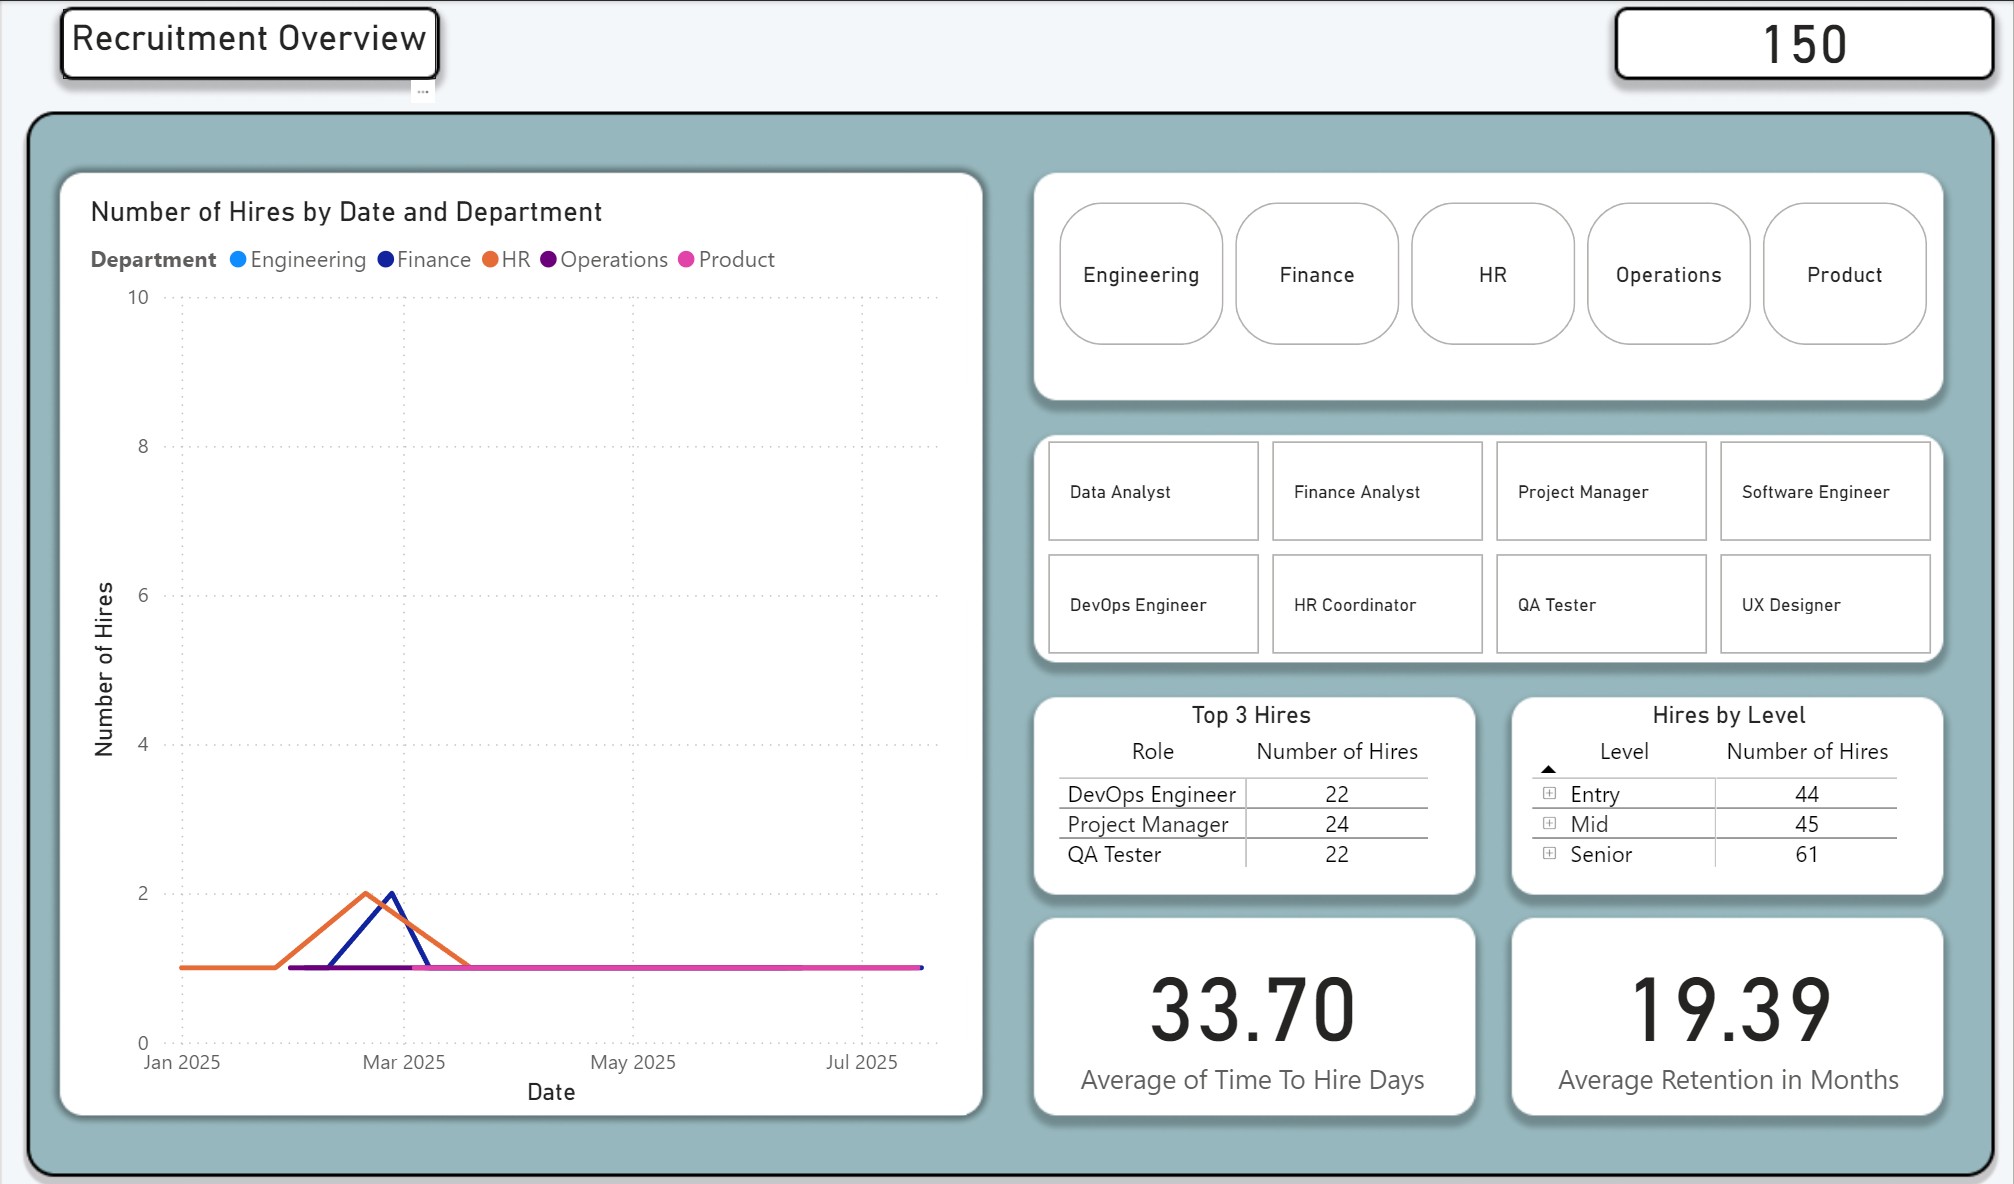 Recruitment Overview
150
...
Number of Hires by Date and Department
Department Engineering Finance HR Operations Product
Number of Hires
10
8
6
4
2
0
Jan 2025 Mar 2025 May 2025 Jul 2025
Date
Engineering Finance HR Operations Product
Data Analyst Finance Analyst Project Manager Software Engineer
DevOps Engineer HR Coordinator QA Tester UX Designer
Top 3 Hires
Role Number of Hires
DevOps Engineer 22
Project Manager 24
QA Tester 22
Hires by Level
Level Number of Hires
Entry 44
Mid 45
Senior 61
33.70
Average of Time To Hire Days
19.39
Average Retention in Months